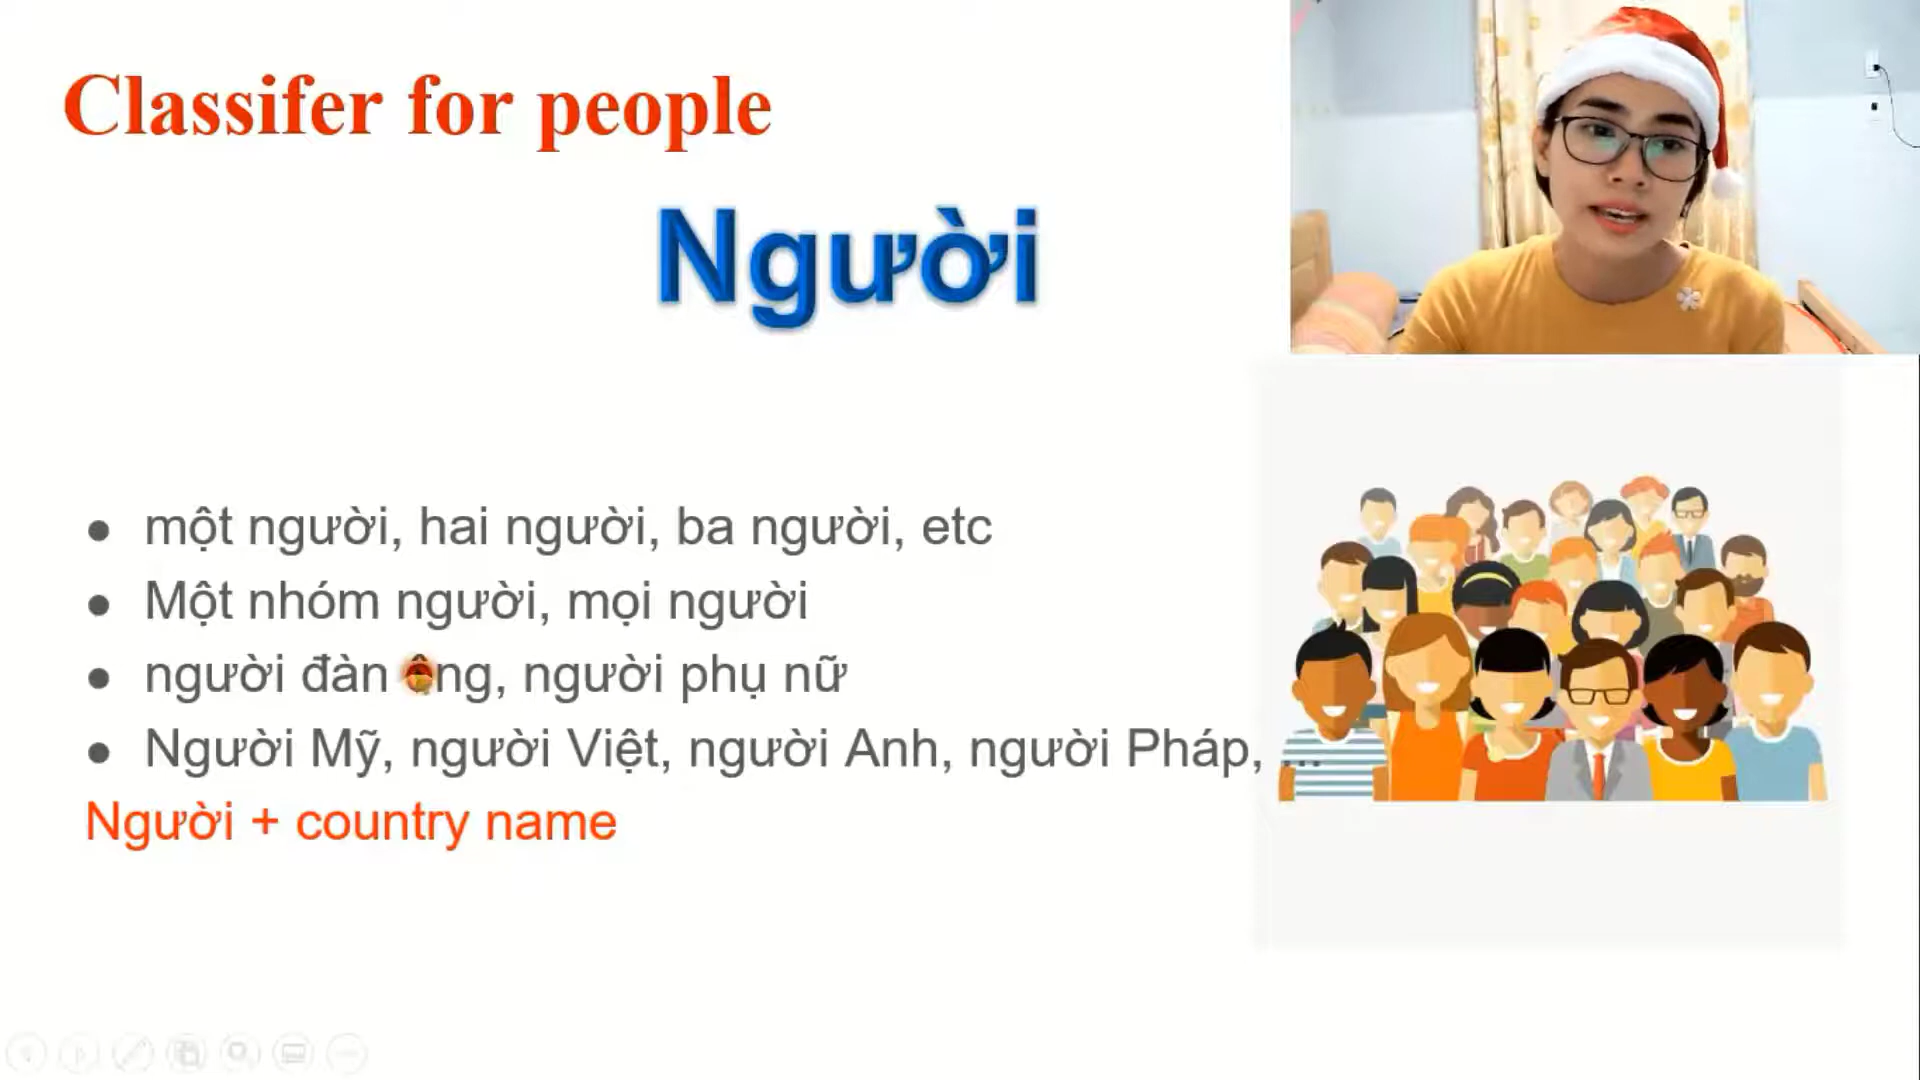 Classifer for people
Người
● một người, hai người, ba người, etc
● Một nhóm người, mọi người
● người đàn ông, người phụ nữ
● Người Mỹ, người Việt, người Anh, người Pháp, ...
Người + country name